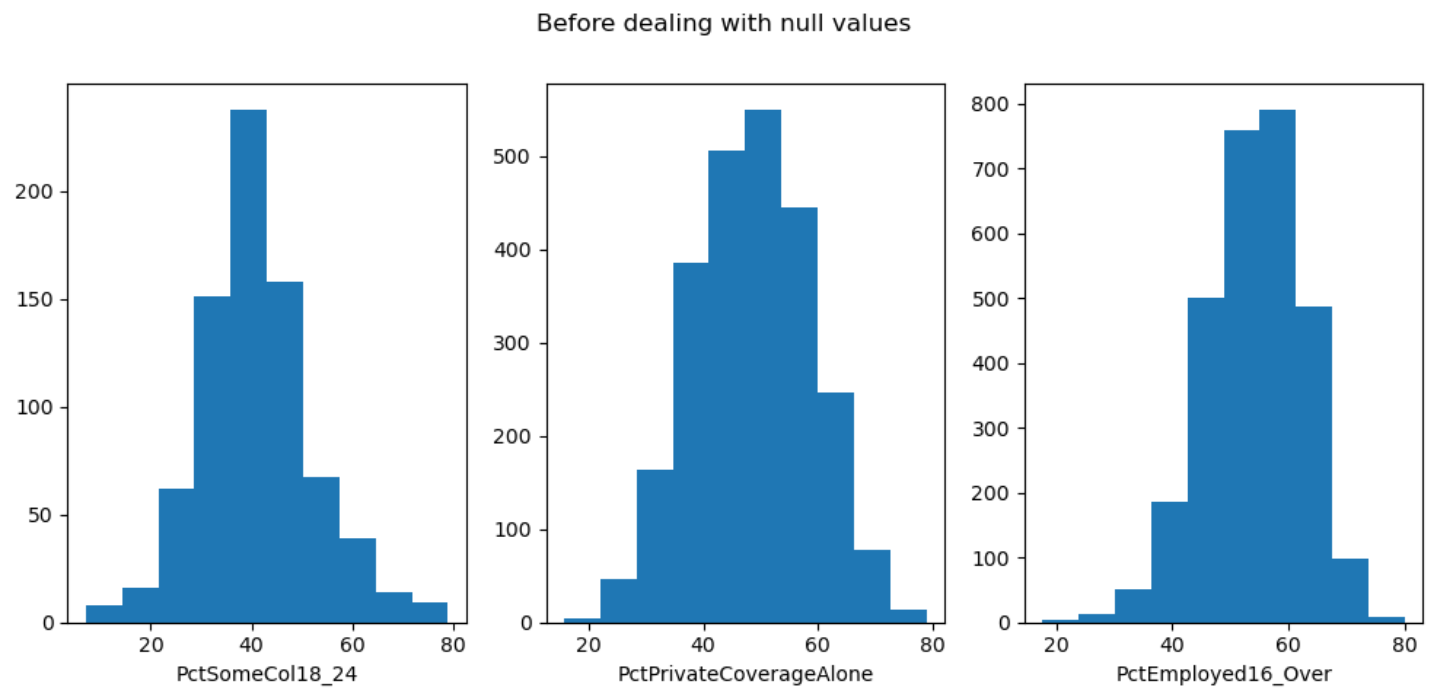 Before dealing with null values
200
150
100
50
0
20 40 60 80
PctSomeCol18_24
500
400
300
200
100
0
20 40 60 80
PctPrivateCoverageAlone
800
700
600
500
400
300
200
100
0
20 40 60 80
PctEmployed16_Over